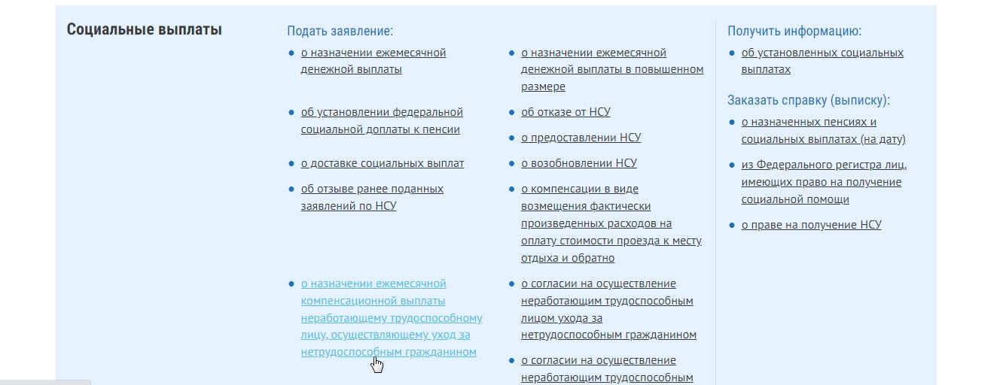 Социальные выплаты
Подать заявление:
о назначении ежемесячной
денежной выплаты
об установлении федеральной
социальной доплаты к пенсии
о доставке социальных выплат
об отзыве ранее поданных
заявлений по НСУ
о назначении ежемесячной
компенсационной выплаты
неработающему трудоспособному
лицу, осуществляющему уход за
нетрудоспособным гражданином
о назначении ежемесячной
денежной выплаты в повышенном
размере
об отказе от НСУ
о предоставлении НСУ
о возобновлении НСУ
о компенсации в виде
возмещения фактически
произведенных расходов на
оплату стоимости проезда к месту
отдыха и обратно
о согласии на осуществление
неработающим трудоспособным
лицом ухода за
нетрудоспособным гражданином
о согласии на осуществление
неработающим трудоспособным
Получить информацию:
об установленных социальных
выплатах
Заказать справку (выписку):
о назначенных пенсиях и
социальных выплатах (на дату)
из Федерального регистра лиц,
имеющих право на получение
социальной помощи
о праве на получение НСУ